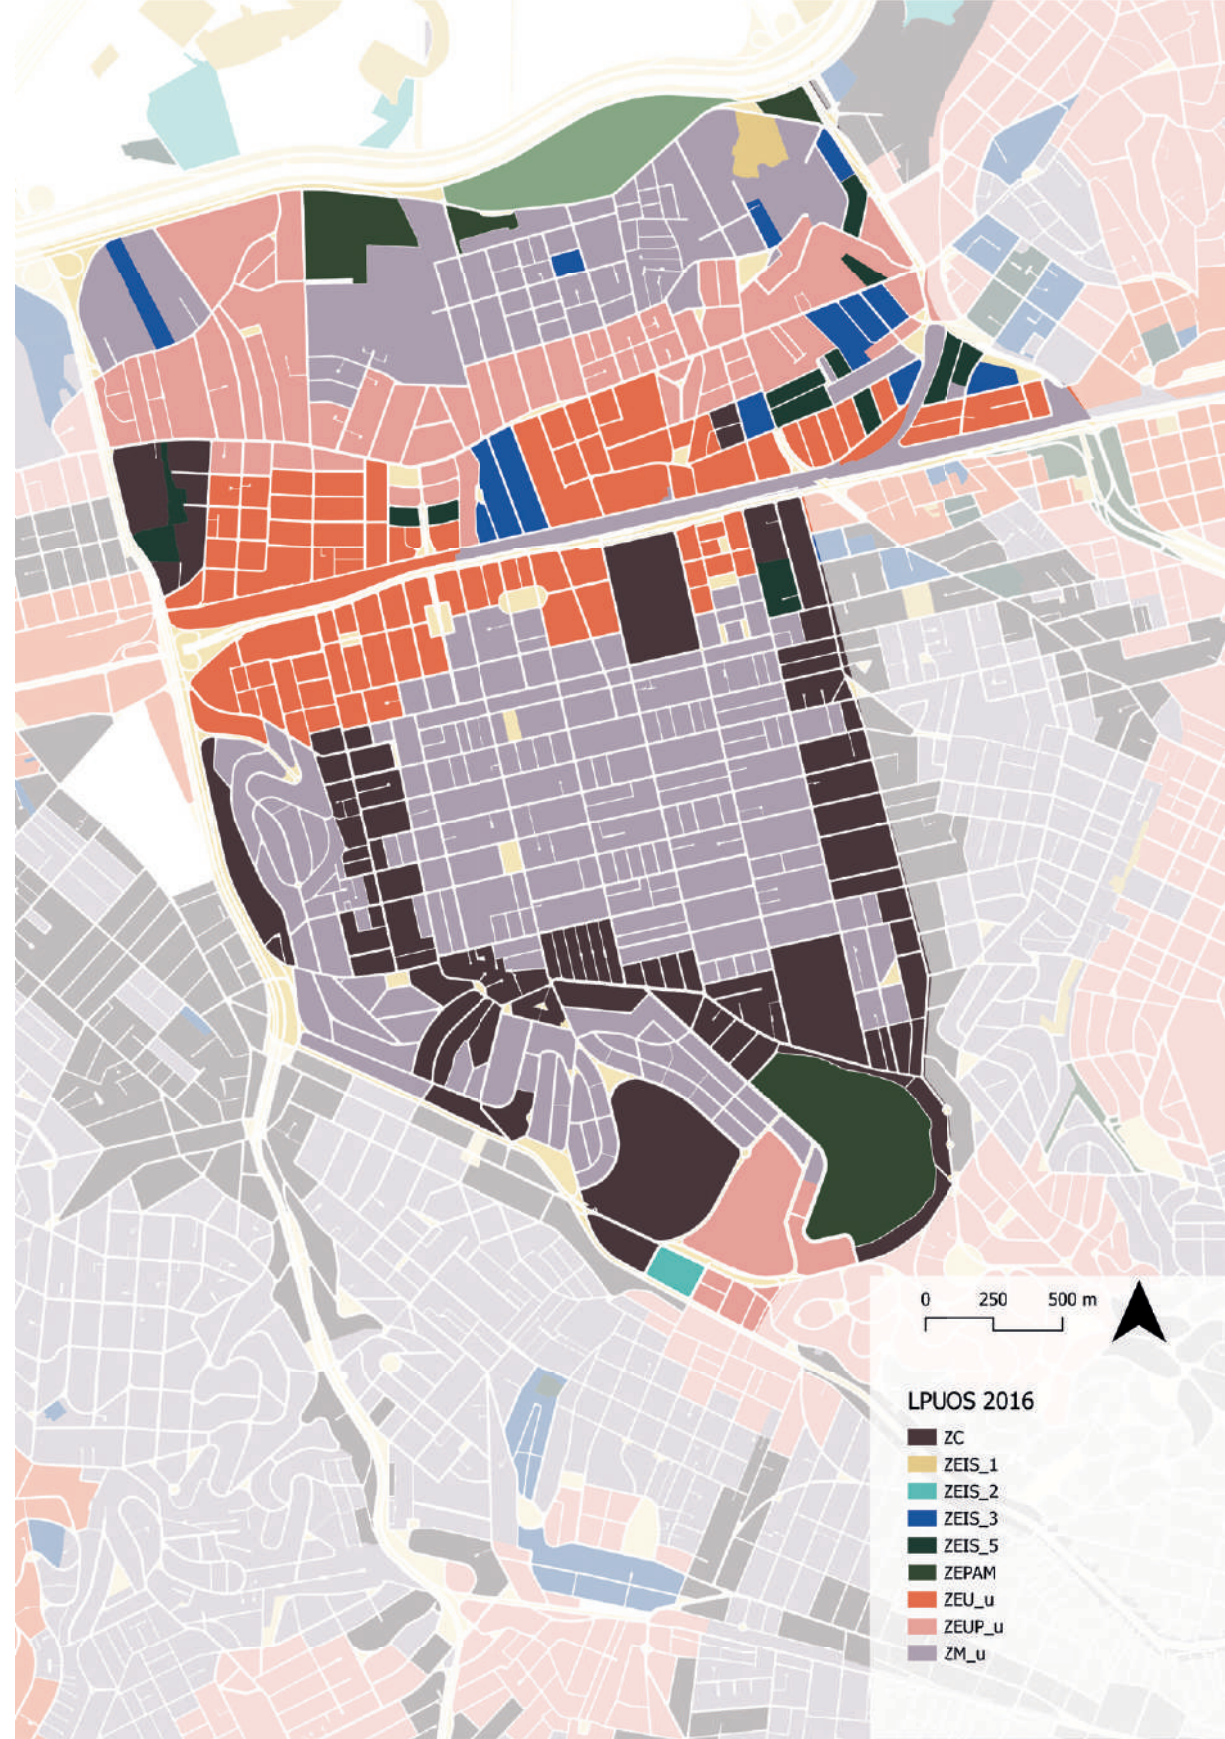 0 250 500 m
LPUOS 2016
ZC
ZEIS_1
ZEIS_2
ZEIS_3
ZEIS_5
ZEPAM
ZEU_u
ZEUP_u
ZM_u